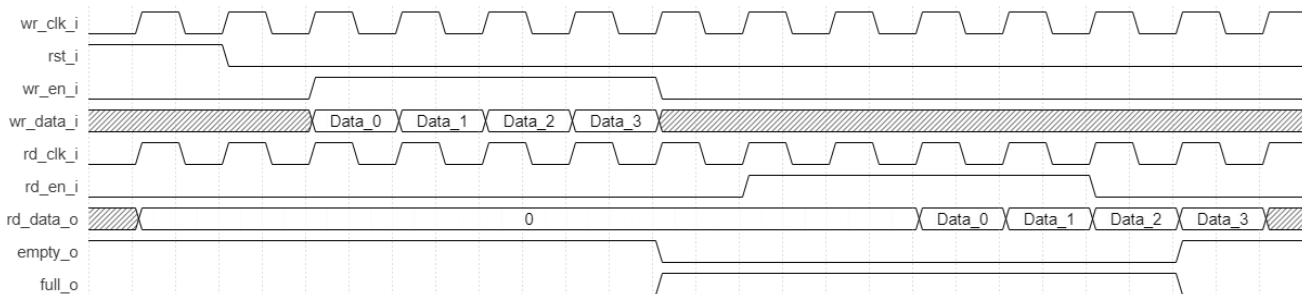 wr_clk_i
rst_i
wr_en_i
wr_data_i Data_0 Data_1 Data_2 Data_3
rd_clk_i
rd_en_i
rd_data_o 0 Data_0 Data_1 Data_2 Data_3
empty_o
full_o